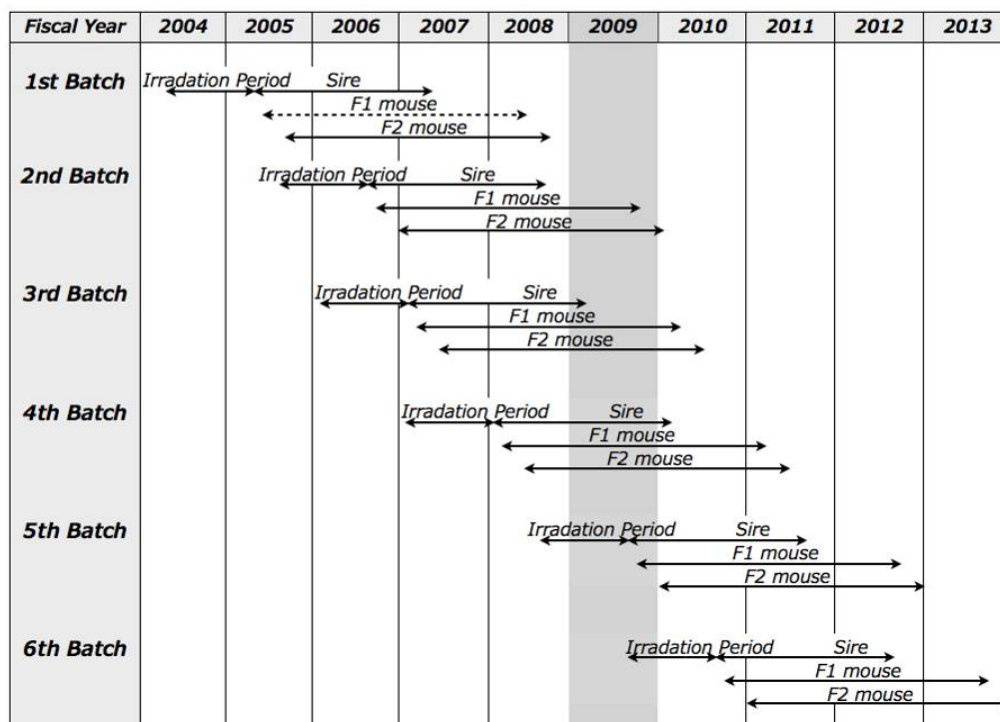 Fiscal Year 2004 2005 2006 2007 2008 2009 2010 2011 2012 2013
1st Batch Irradation Period Sire
F1 mouse
F2 mouse
2nd Batch Irradation Period Sire
F1 mouse
F2 mouse
3rd Batch Irradation Period Sire
F1 mouse
F2 mouse
4th Batch Irradation Period Sire
F1 mouse
F2 mouse
5th Batch Irradation Period Sire
F1 mouse
F2 mouse
6th Batch Irradation Period Sire
F1 mouse
F2 mouse